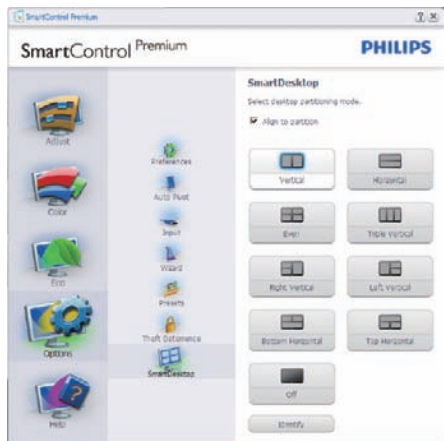 SmartControl Premium
SmartControl Premium
PHILIPS
Adjust
Color
Eco
Options
Help
Preferences
Auto Pivot
Input
Wizard
Presets
Theft Deterrence
SmartDesktop
SmartDesktop
Select desktop partitioning mode.
Align to partition
Vertical
Horizontal
Even
Triple Vertical
Right Vertical
Left Vertical
Bottom Horizontal
Top Horizontal
Off
Identify